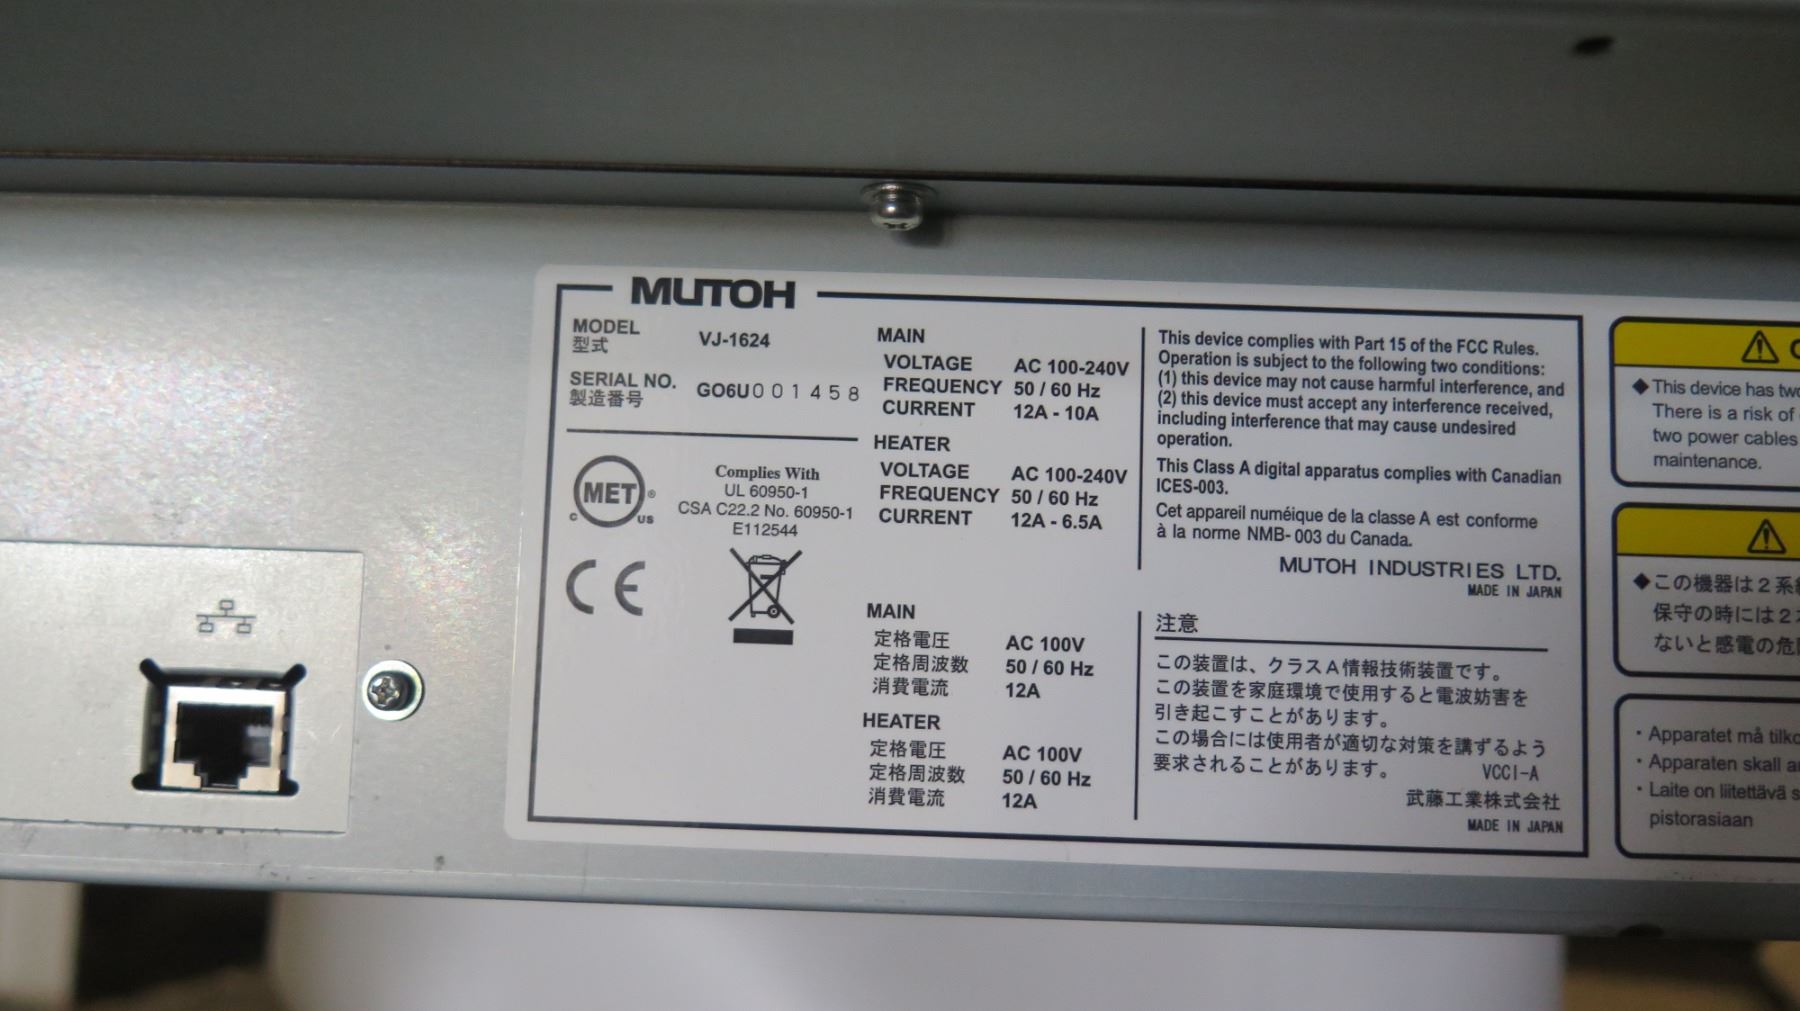 MUTOH
MODEL
型式
VJ-1624
SERIAL NO.
製造番号
GO6U001458
MET
®
C
US
Complies With
UL 60950-1
CSA C22.2 No. 60950-1
E112544
CE
MAIN
VOLTAGE AC 100-240V
FREQUENCY 50 / 60 Hz
CURRENT 12A - 10A
HEATER
VOLTAGE AC 100-240V
FREQUENCY 50 / 60 Hz
CURRENT 12A - 6.5A
MAIN
定格電圧 AC 100V
定格周波数 50 / 60 Hz
消費電流 12A
HEATER
定格電圧 AC 100V
定格周波数 50 / 60 Hz
消費電流 12A
This device complies with Part 15 of the FCC Rules.
Operation is subject to the following two conditions:
(1) this device may not cause harmful interference, and
(2) this device must accept any interference received,
including interference that may cause undesired
operation.
This Class A digital apparatus complies with Canadian
ICES-003.
Cet appareil numéique de la classe A est conforme
à la norme NMB- 003 du Canada.
MUTOH INDUSTRIES LTD.
MADE IN JAPAN
注意
この装置は、クラスA情報技術装置です。
この装置を家庭環境で使用すると電波妨害を
引き起こすことがあります。
この場合には使用者が適切な対策を講ずるよう
要求されることがあります。 VCCI-A
武藤工業株式会社
MADE IN JAPAN
◆This device has two
There is a risk of
two power cables
maintenance.
◆この機器は2系
保守の時には2
ないと感電の危
・Apparatet må
・Apparaten skall
・Laite on liitettävä
pistorasiaan